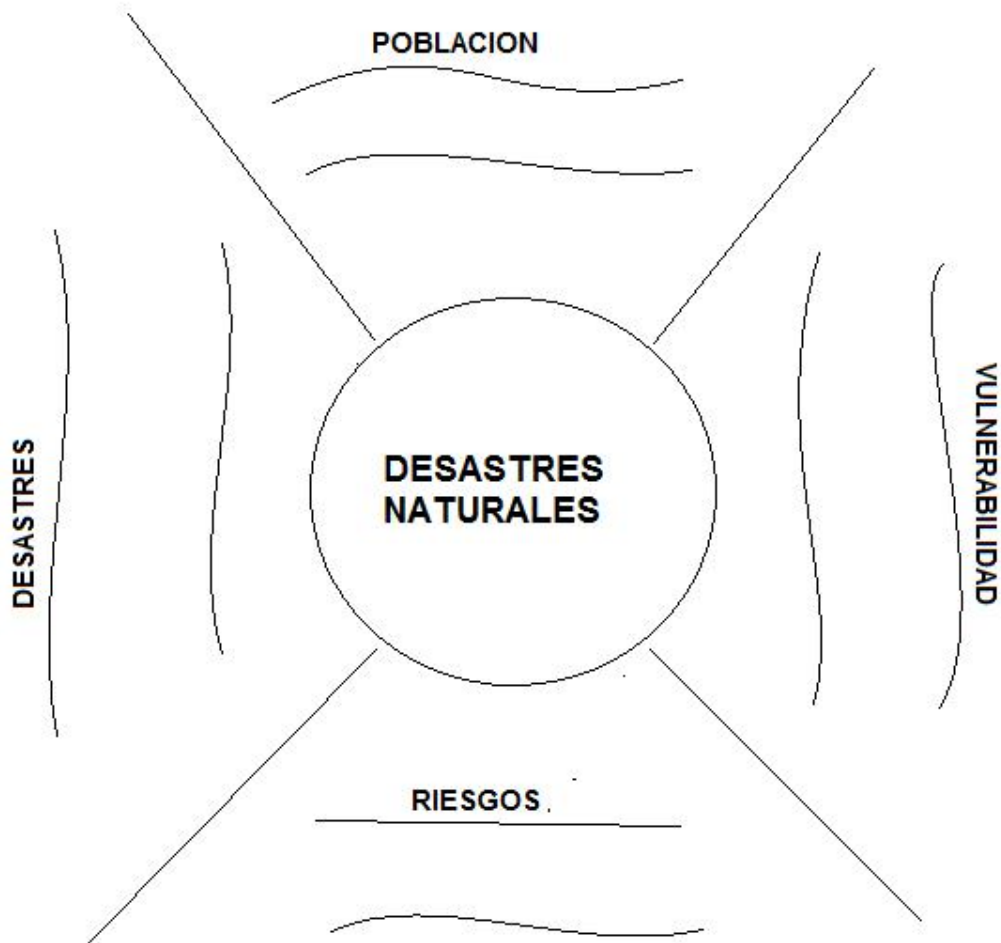 POBLACION
DESASTRES
DESASTRES
NATURALES
VULNERABILIDAD
RIESGOS